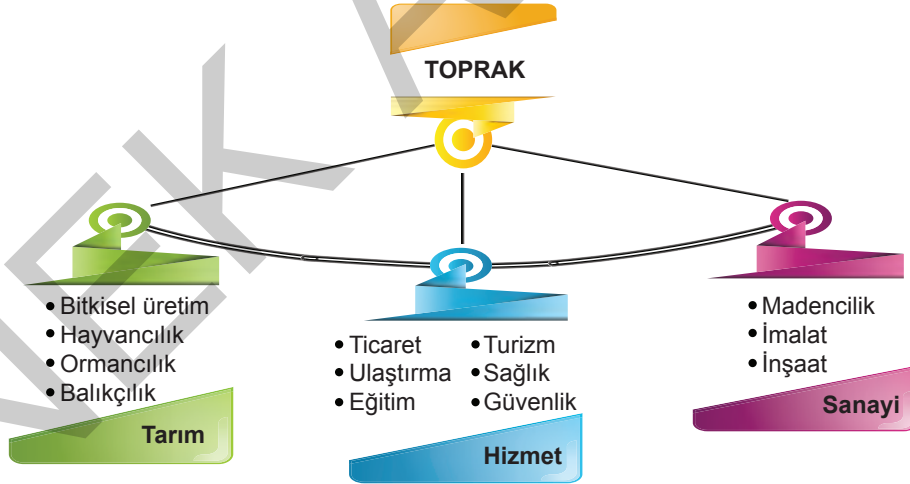 TOPRAK
• Bitkisel üretim
• Hayvancılık
• Ormancılık
• Balıkçılık
Tarım
• Ticaret
• Ulaştırma
• Eğitim
• Turizm
• Sağlık
• Güvenlik
Hizmet
• Madencilik
• İmalat
• İnşaat
Sanayi